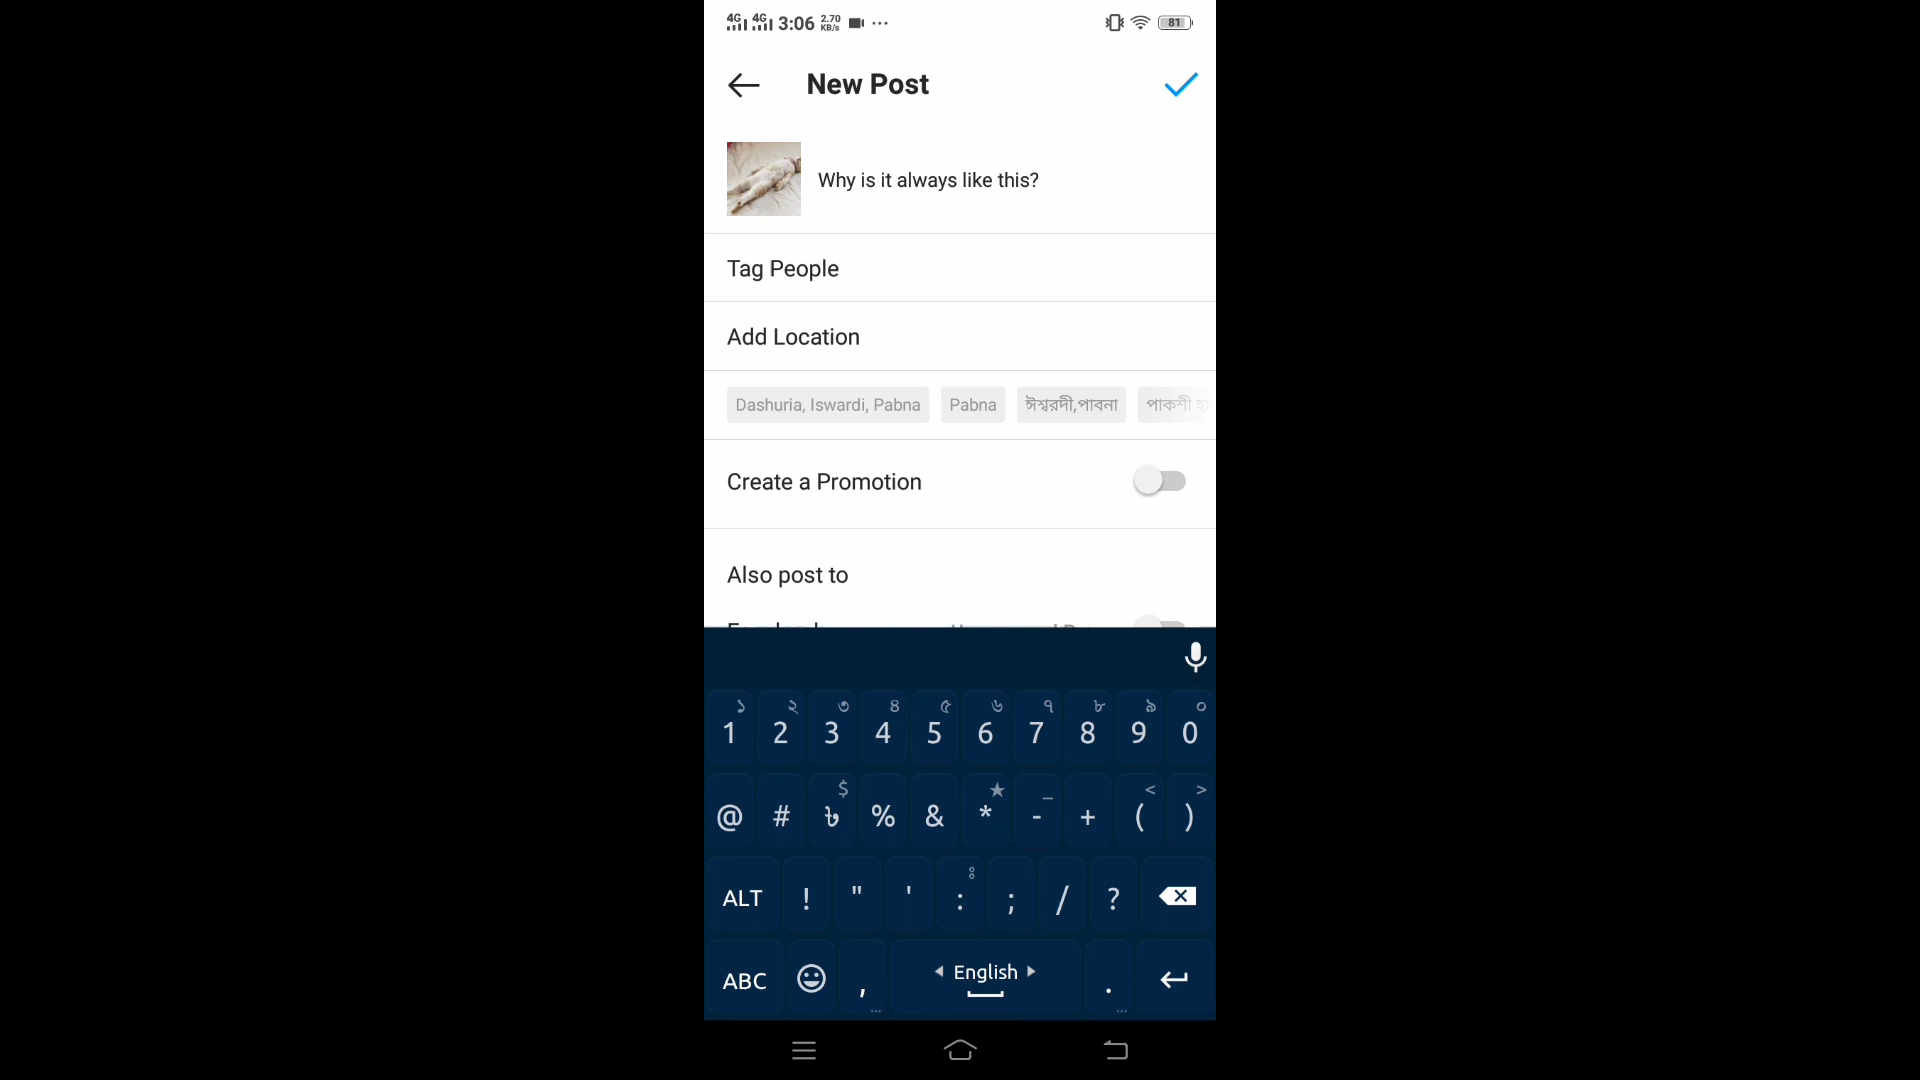 4G 4G 3:06 2.70 KB/s 81
New Post
Why is it always like this?
Tag People
Add Location
Dashuria, Iswardi, Pabna Pabna ঈশ্বরদী,পাবনা পাকশী
Create a Promotion
Also post to
১ ২ ৩ ৪ ৫ ৬ ৭ ৮ ৯ ০
1 2 3 4 5 6 7 8 9 0
$ ★ _ < >
@ # ৳ % & * - + ( )
ALT ! " ' : ; / ?
ABC , English .